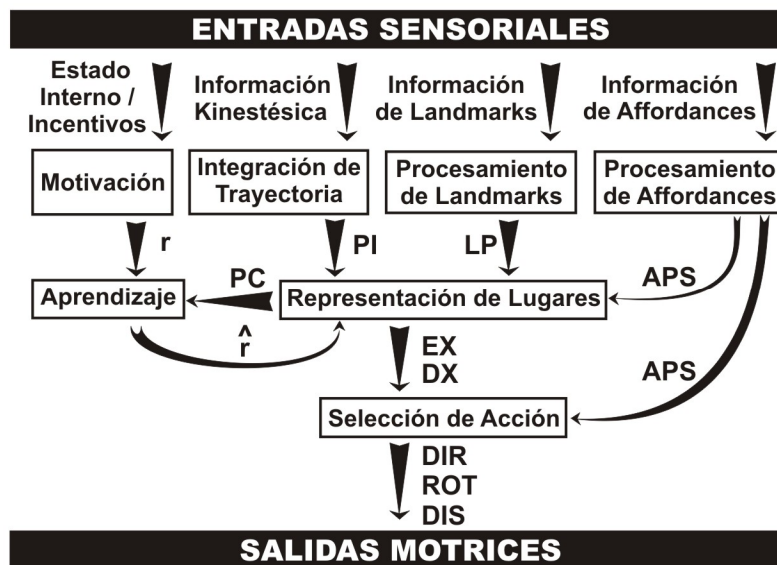 ENTRADAS SENSORIALES
Estado
Interno /
Incentivos
Información
Kinestésica
Información
de Landmarks
Información
de Affordances
Motivación
Integración de
Trayectoria
Procesamiento
de Landmarks
Procesamiento
de Affordances
r
PI
LP
APS
PC
Aprendizaje
Representación de Lugares
r̂
EX
DX
APS
Selección de Acción
DIR
ROT
DIS
SALIDAS MOTRICES